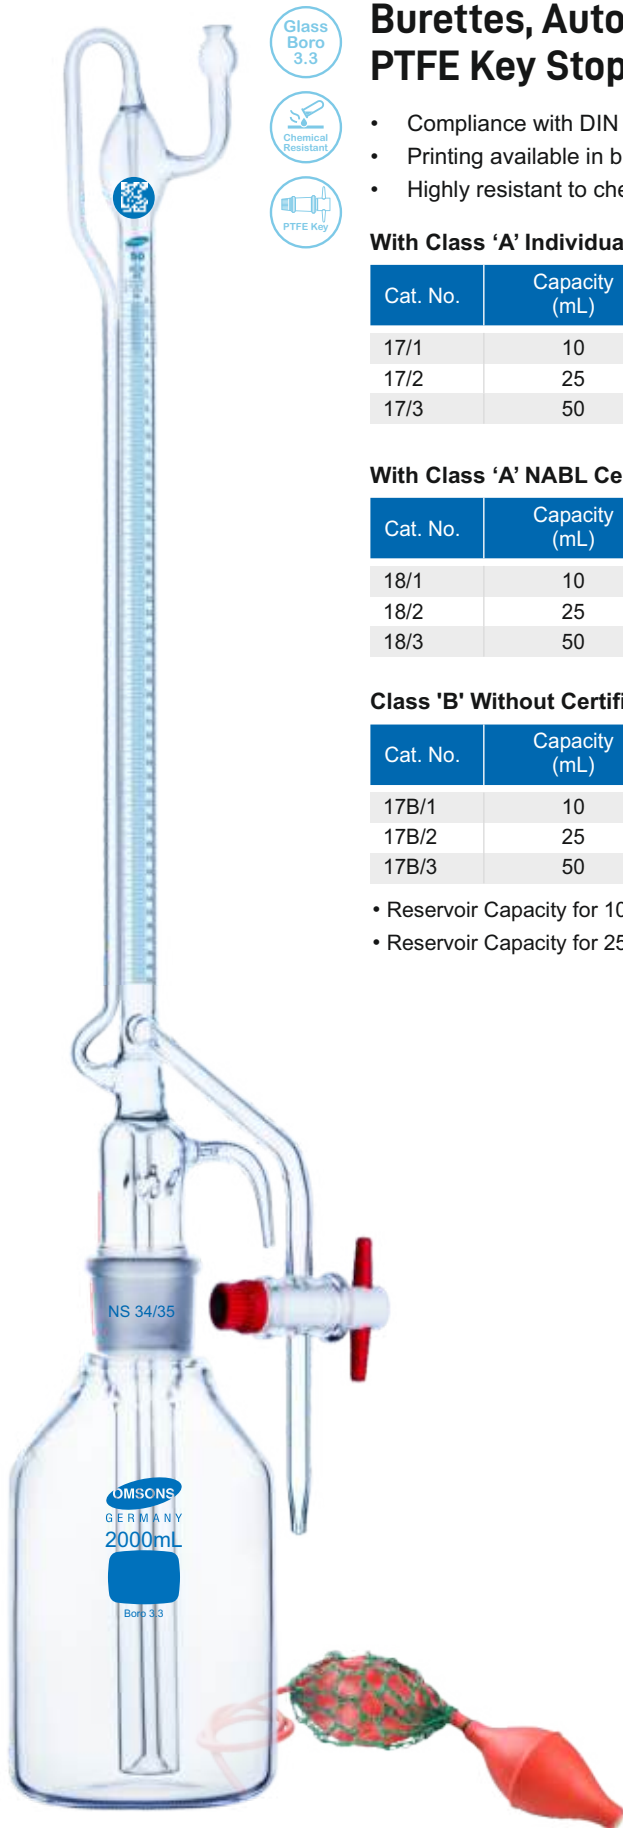 Glass
Boro
3.3
Chemical
Resistant
PTFE Key
Burettes, Auto
PTFE Key Stop
• Compliance with DIN
• Printing available in b
• Highly resistant to che
With Class ‘A’ Individua
Cat. No. Capacity (mL)
17/1 10
17/2 25
17/3 50
With Class ‘A’ NABL Ce
Cat. No. Capacity (mL)
18/1 10
18/2 25
18/3 50
Class 'B' Without Certifi
Cat. No. Capacity (mL)
17B/1 10
17B/2 25
17B/3 50
• Reservoir Capacity for 10
• Reservoir Capacity for 25
50
NS 34/35
OMSONS
GERMANY
2000mL
Boro 3.3